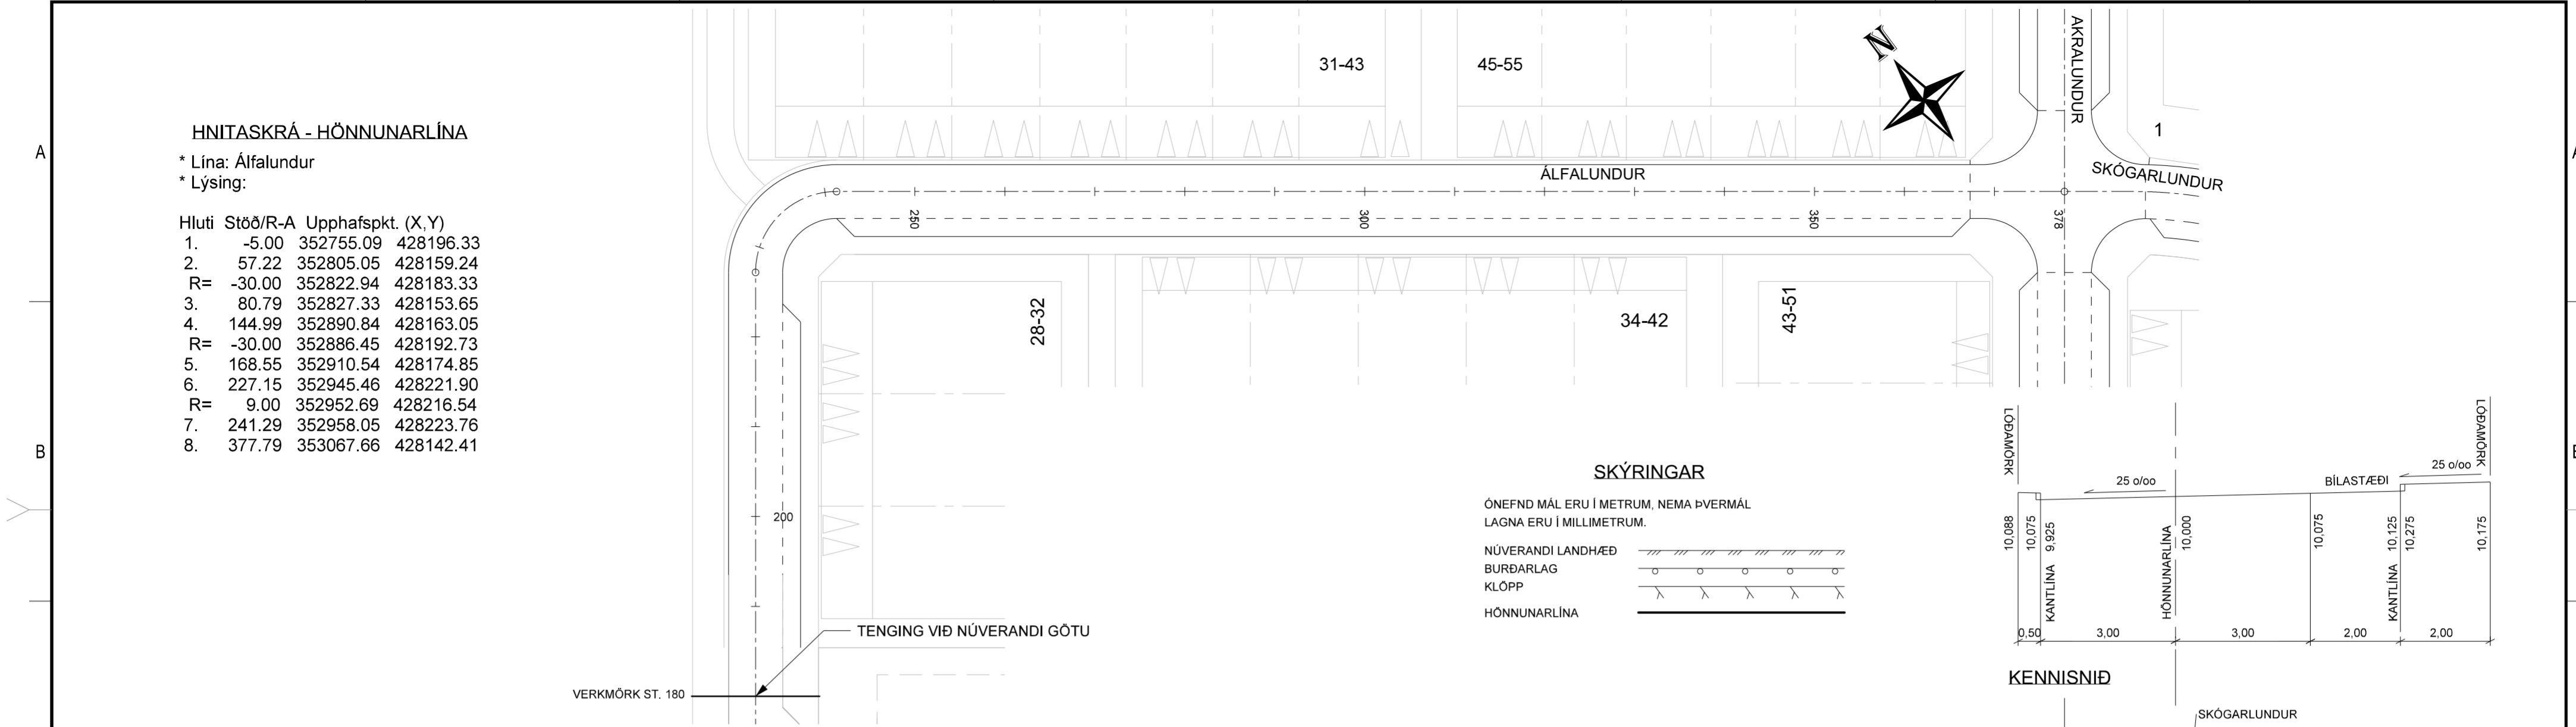 A
B
HNITASKRÁ - HÖNNUNARLÍNA
* Lína: Álfalundur
* Lýsing:
Hluti Stöð/R-A Upphafspkt. (X,Y)
1. -5.00 352755.09 428196.33
2. 57.22 352805.05 428159.24
R= -30.00 352822.94 428183.33
3. 80.79 352827.33 428153.65
4. 144.99 352890.84 428163.05
R= -30.00 352886.45 428192.73
5. 168.55 352910.54 428174.85
6. 227.15 352945.46 428221.90
R= 9.00 352952.69 428216.54
7. 241.29 352958.05 428223.76
8. 377.79 353067.66 428142.41
31-43
45-55
N
AKRALUNDUR
1
ÁLFALUNDUR
SKÓGARLUNDUR
250
300
350
378
28-32
34-42
43-51
200
TENGING VIÐ NÚVERANDI GÖTU
VERKMÖRK ST. 180
SKÝRINGAR
ÓNEFND MÁL ERU Í METRUM, NEMA ÞVERMÁL
LAGNA ERU Í MILLIMETRUM.
NÚVERANDI LANDHÆÐ
BURÐARLAG
KLÖPP
HÖNNUNARLÍNA
LÓÐAMÖRK
LÓÐAMÖRK
25 o/oo
BÍLASTÆÐI
25 o/oo
10,088
10,075
9,925
KANTLÍNA
HÖNNUNARLÍNA
10,000
10,075
10,125
KANTLÍNA
10,275
10,175
0,50
3,00
3,00
2,00
2,00
KENNISNIÐ
SKÓGARLUNDUR